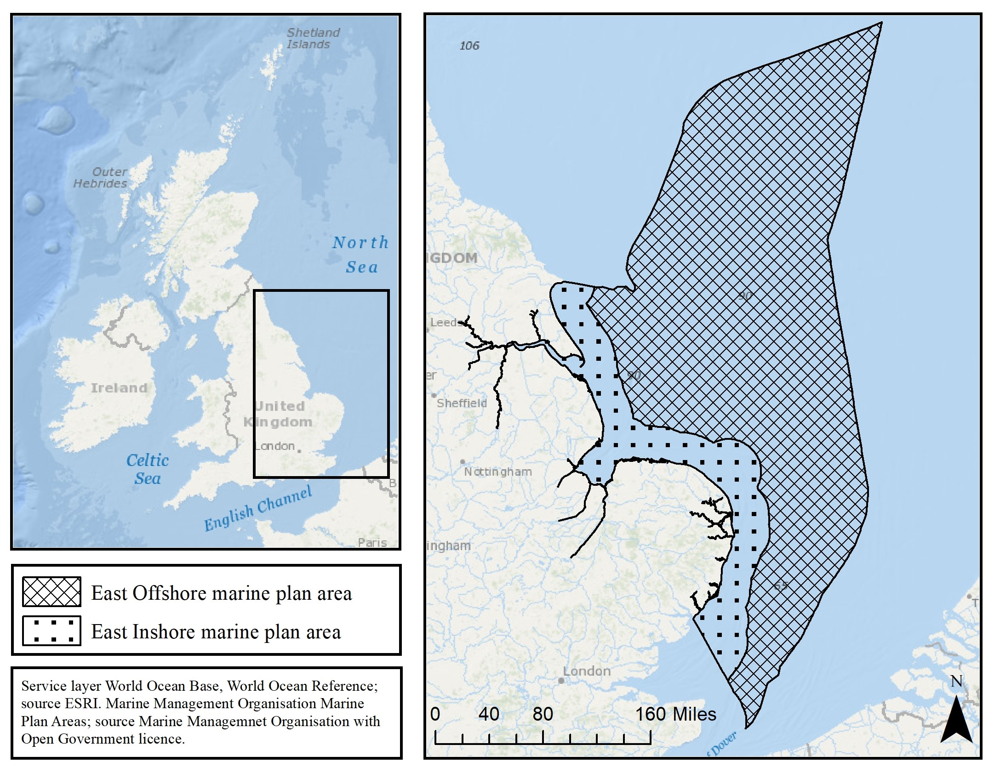 Shetland
Islands
Outer
Hebrides
North
Sea
Ireland
United
Kingdom
London
Celtic
Sea
English Channel
B
Paris
East Offshore marine plan area
East Inshore marine plan area
Service layer World Ocean Base, World Ocean Reference;
source ESRI. Marine Management Organisation Marine
Plan Areas; source Marine Managemnet Organisation with
Open Government licence.
106
IGDOM
90
Leeds
90
er
Sheffield
Nottingham
ingham
65
T
London
N
0 40 80 160 Miles
t Dover